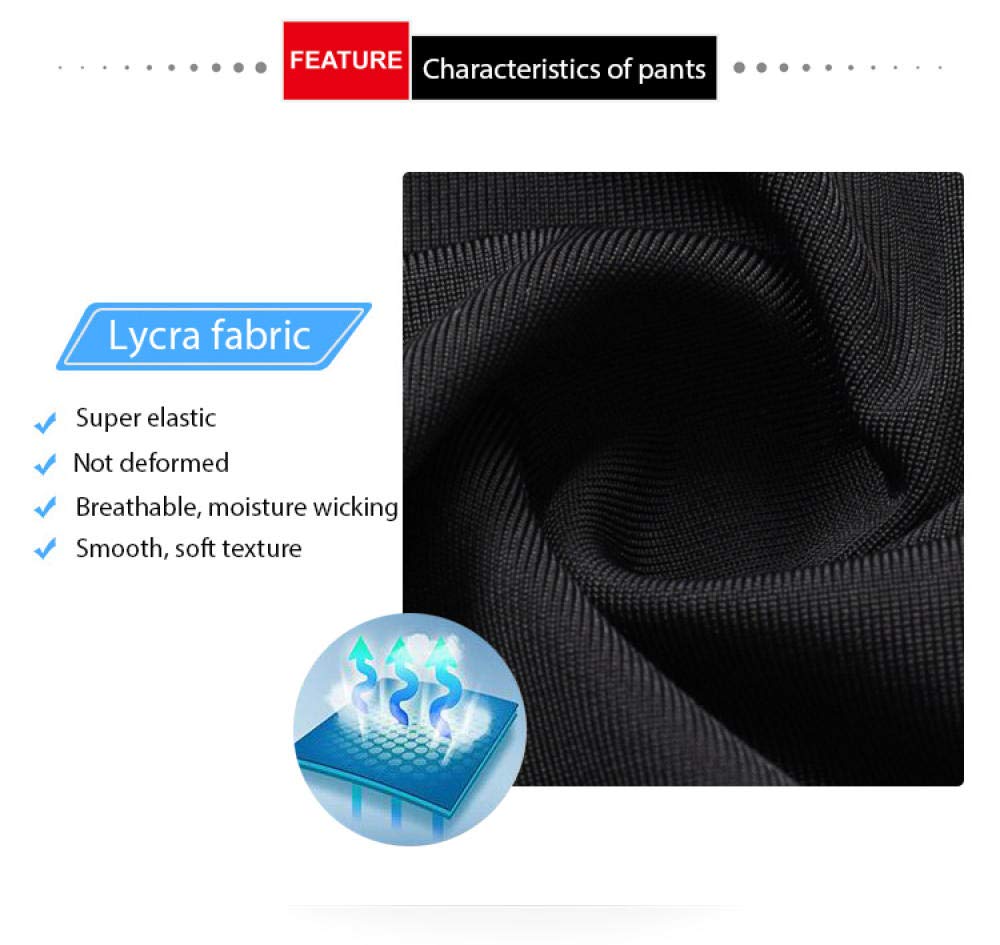 FEATURE
Characteristics of pants
Lycra fabric
Super elastic
Not deformed
Breathable, moisture wicking
Smooth, soft texture